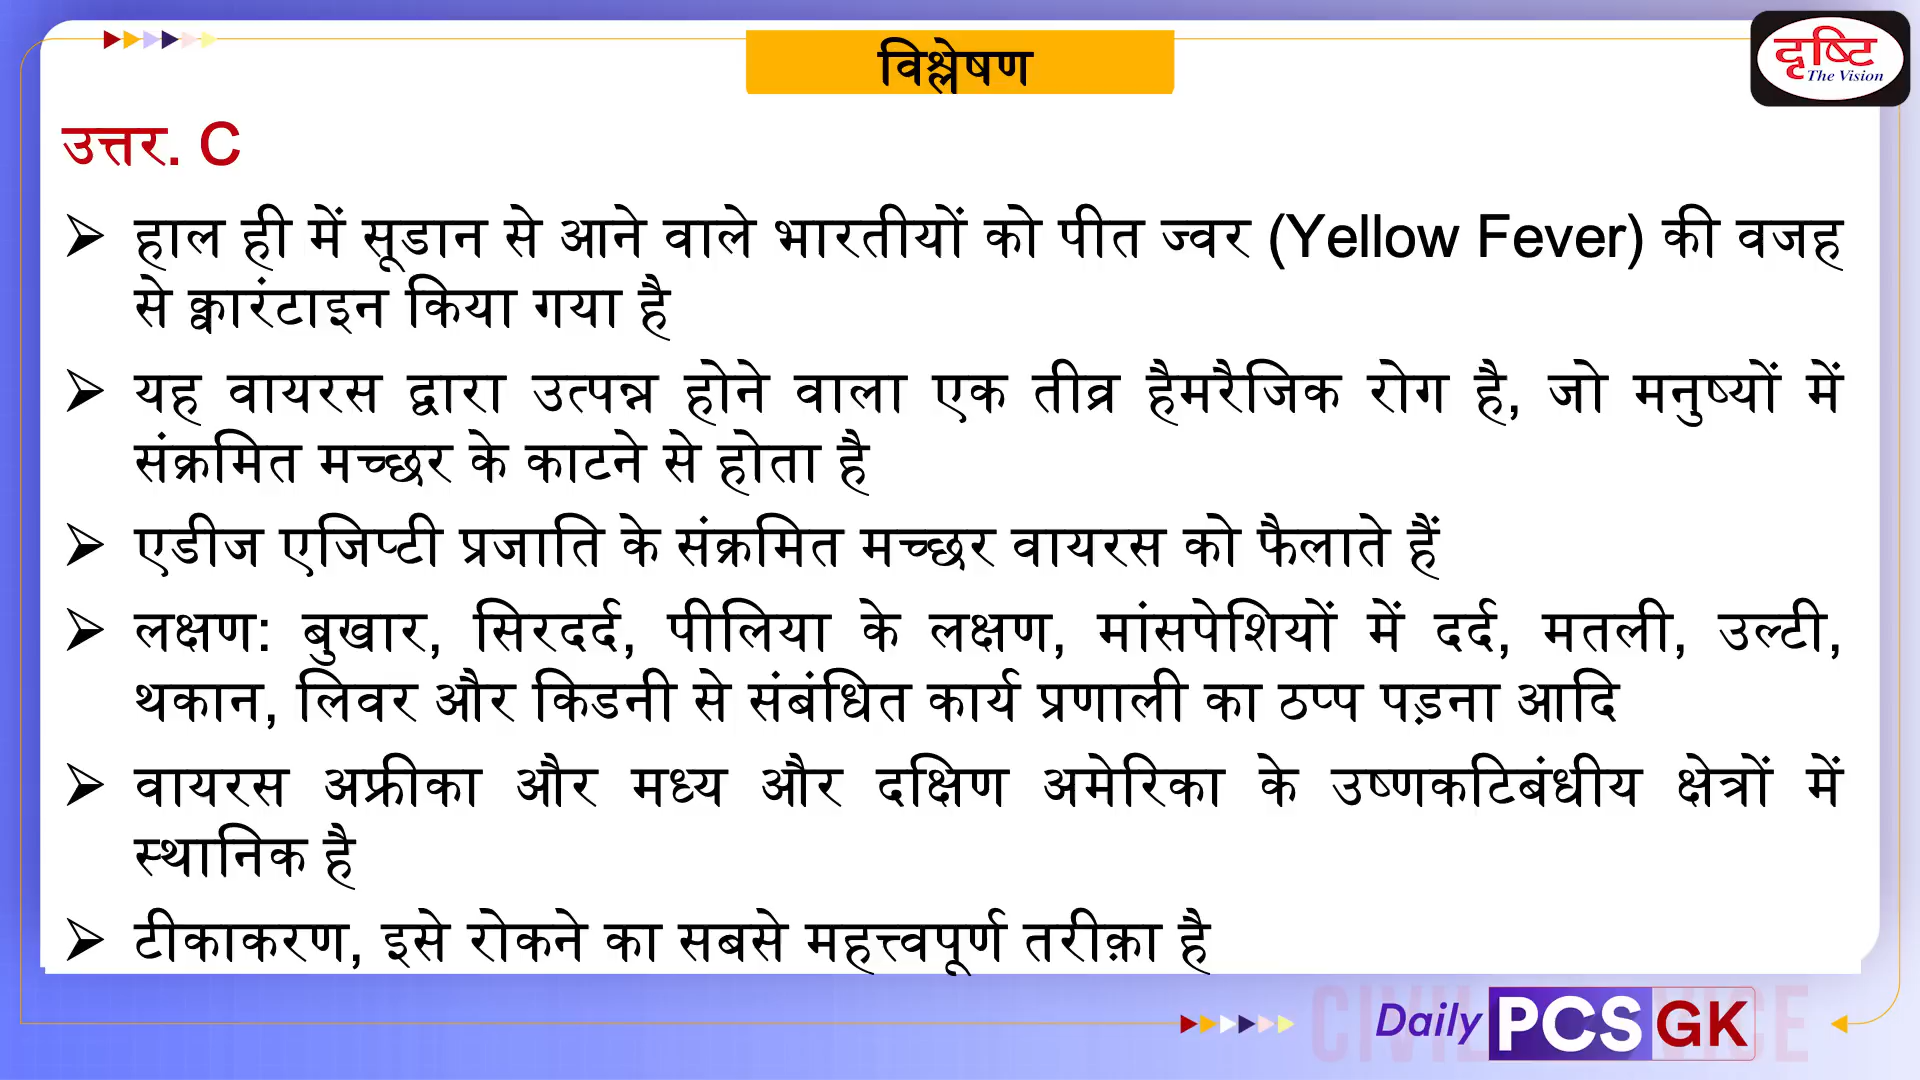 विश्लेषण
दृष्टि
The Vision
उत्तर. C
हाल ही में सूडान से आने वाले भारतीयों को पीत ज्वर (Yellow Fever) की वजह
से क्वारंटाइन किया गया है
यह वायरस द्वारा उत्पन्न होने वाला एक तीव्र हैमरैजिक रोग है, जो मनुष्यों में
संक्रमित मच्छर के काटने से होता है
एडीज एजिप्टी प्रजाति के संक्रमित मच्छर वायरस को फैलाते हैं
लक्षण: बुखार, सिरदर्द, पीलिया के लक्षण, मांसपेशियों में दर्द, मतली, उल्टी,
थकान, लिवर और किडनी से संबंधित कार्य प्रणाली का ठप्प पड़ना आदि
वायरस अफ्रीका और मध्य और दक्षिण अमेरिका के उष्णकटिबंधीय क्षेत्रों में
स्थानिक है
टीकाकरण, इसे रोकने का सबसे महत्त्वपूर्ण तरीक़ा है
Daily PCS GK